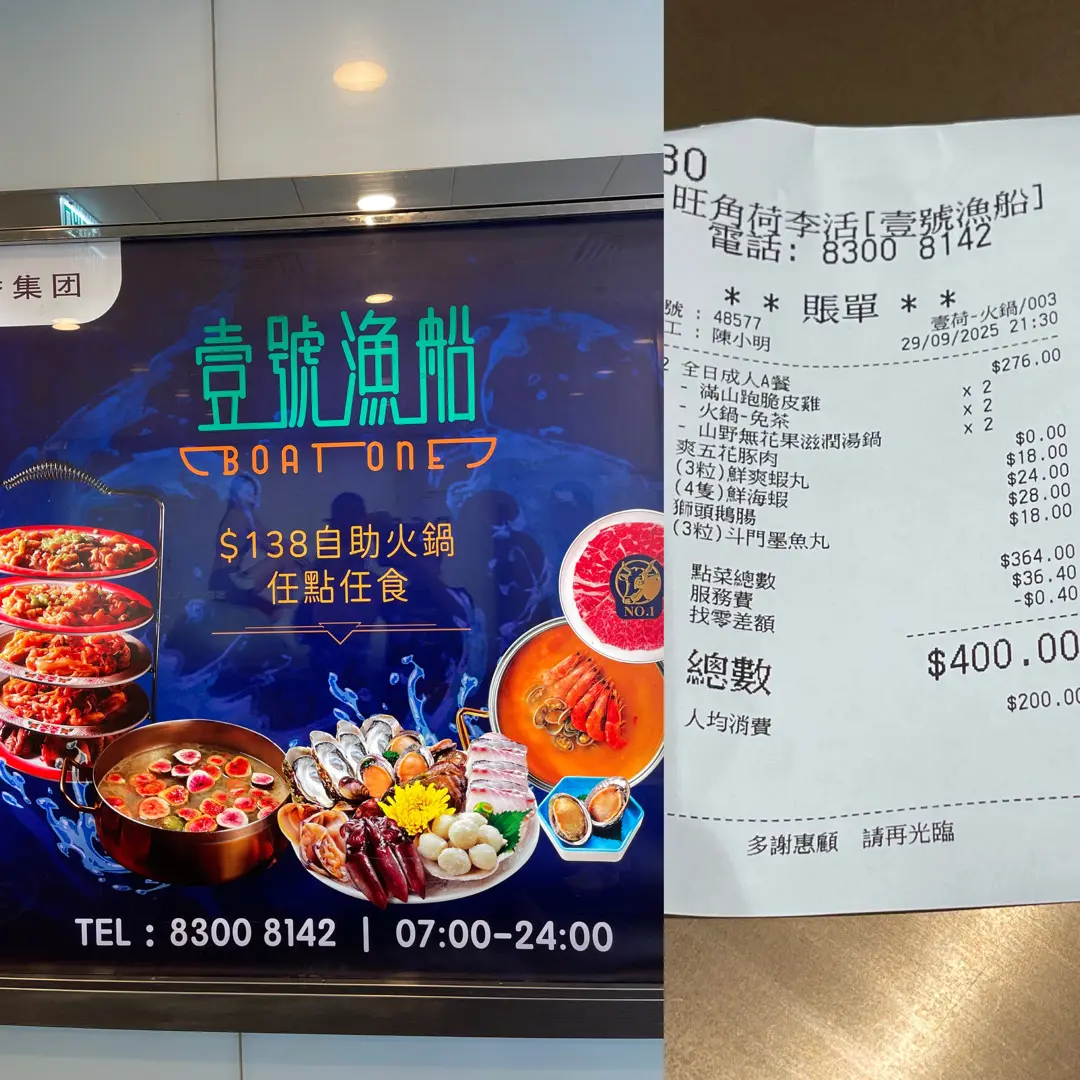 集团
壹號漁船
BOAT ONE
$138自助火鍋
任點任食
NO.1
TEL : 8300 8142 | 07:00-24:00
30
旺角荷李活[壹號漁船]
電話: 8300 8142
* * 賬單 * *
號 : 48577 壹荷-火鍋/003
工 : 陳小明 29/09/2025 21:30
2 全日成人A餐 $276.00
- 滿山跑脆皮雞 x 2
- 火鍋-免茶 x 2
- 山野無花果滋潤湯鍋 x 2
爽五花豚肉 $0.00
(3粒)鮮爽蝦丸 $18.00
(4隻)鮮海蝦 $24.00
獅頭鵝腸 $28.00
(3粒)斗門墨魚丸 $18.00
點菜總數 $364.00
服務費 $36.40
找零差額 -$0.40
總數 $400.00
人均消費 $200.00
多謝惠顧 請再光臨